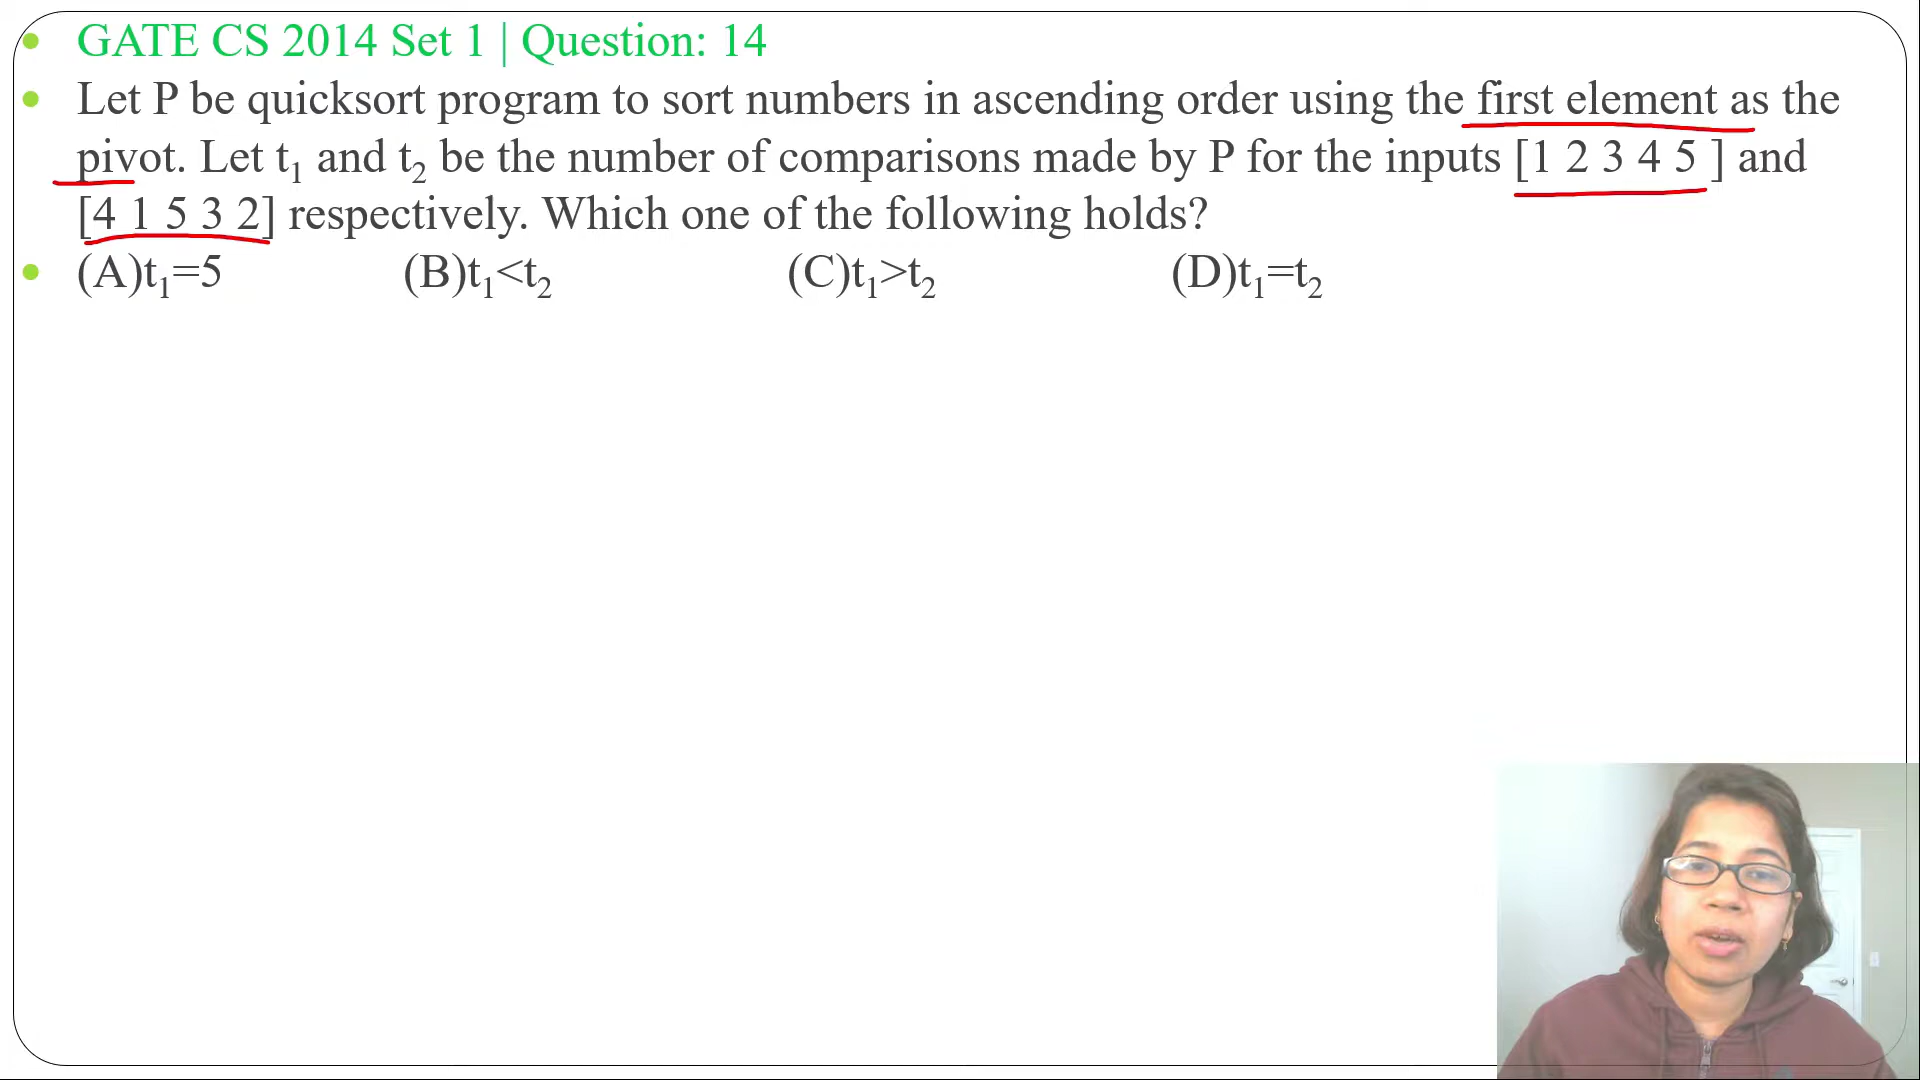 GATE CS 2014 Set 1 | Question: 14
Let P be quicksort program to sort numbers in ascending order using the first element as the
pivot. Let t₁ and t₂ be the number of comparisons made by P for the inputs [1 2 3 4 5 ] and
[4 1 5 3 2] respectively. Which one of the following holds?
(A)t₁=5 (B)t₁<t₂ (C)t₁>t₂ (D)t₁=t₂